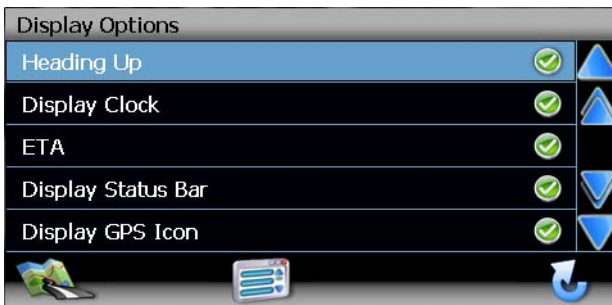 Display Options
Heading Up
Display Clock
ETA
Display Status Bar
Display GPS Icon